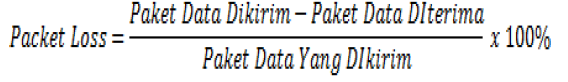 Packet Loss = Paket Data Dikirim – Paket Data DIterima / Paket Data Yang DIkirim x 100%